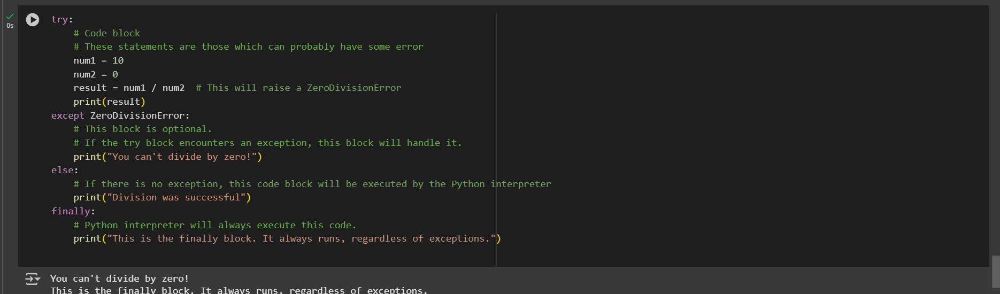 0s
try:
    # Code block
    # These statements are those which can probably have some error
    num1 = 10
    num2 = 0
    result = num1 / num2  # This will raise a ZeroDivisionError
    print(result)
except ZeroDivisionError:
    # This block is optional.
    # If the try block encounters an exception, this block will handle it.
    print("You can't divide by zero!")
else:
    # If there is no exception, this code block will be executed by the Python interpreter
    print("Division was successful")
finally:
    # Python interpreter will always execute this code.
    print("This is the finally block. It always runs, regardless of exceptions.")
You can't divide by zero!
This is the finally block. It always runs, regardless of exceptions.